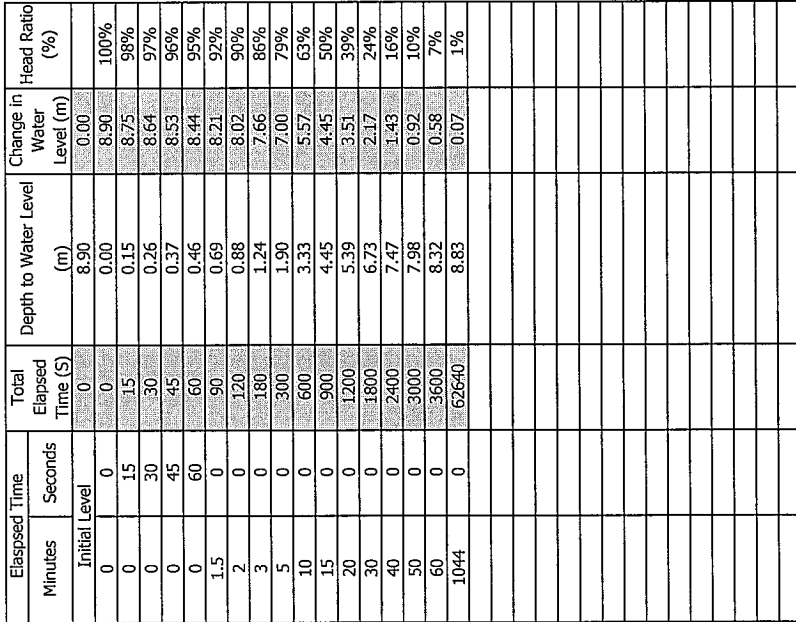 Elaspsed Time Total Elapsed Time (S) Depth to Water Level (m) Change in Water Level (m) Head Ratio (%)
Minutes Seconds
Initial Level 0 8.90 0.00
0 0 0 0.00 8.90 100%
0 15 15 0.15 8.75 98%
0 30 30 0.26 8.64 97%
0 45 45 0.37 8.53 96%
0 60 60 0.46 8.44 95%
1.5 0 90 0.69 8.21 92%
2 0 120 0.88 8.02 90%
3 0 180 1.24 7.66 86%
5 0 300 1.90 7.00 79%
10 0 600 3.33 5.57 63%
15 0 900 4.45 4.45 50%
20 0 1200 5.39 3.51 39%
30 0 1800 6.73 2.17 24%
40 0 2400 7.47 1.43 16%
50 0 3000 7.98 0.92 10%
60 0 3600 8.32 0.58 7%
1044 0 62640 8.83 0.07 1%